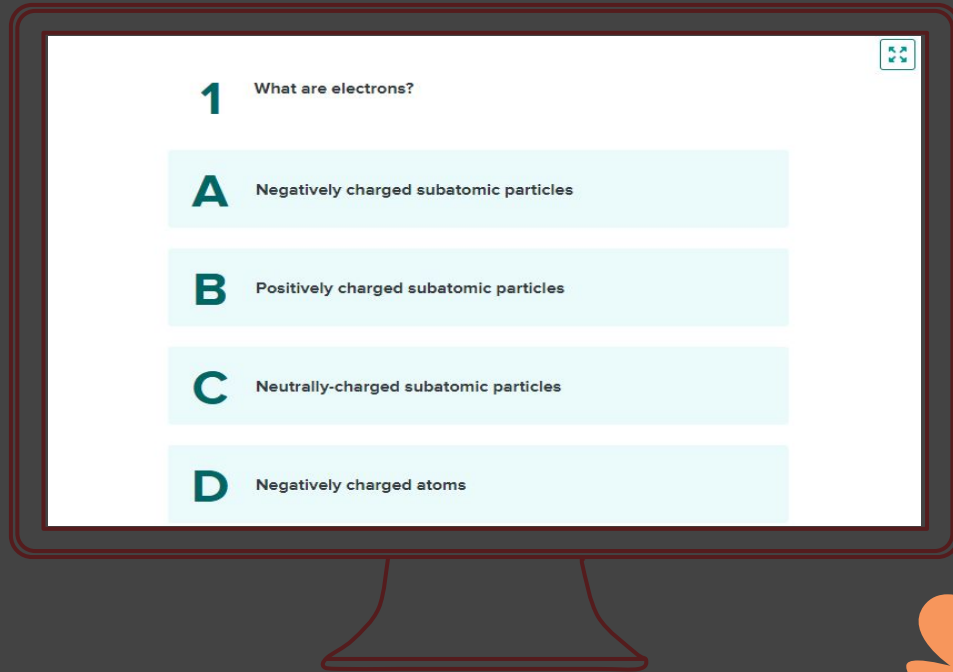 1 What are electrons?
A Negatively charged subatomic particles
B Positively charged subatomic particles
C Neutrally-charged subatomic particles
D Negatively charged atoms